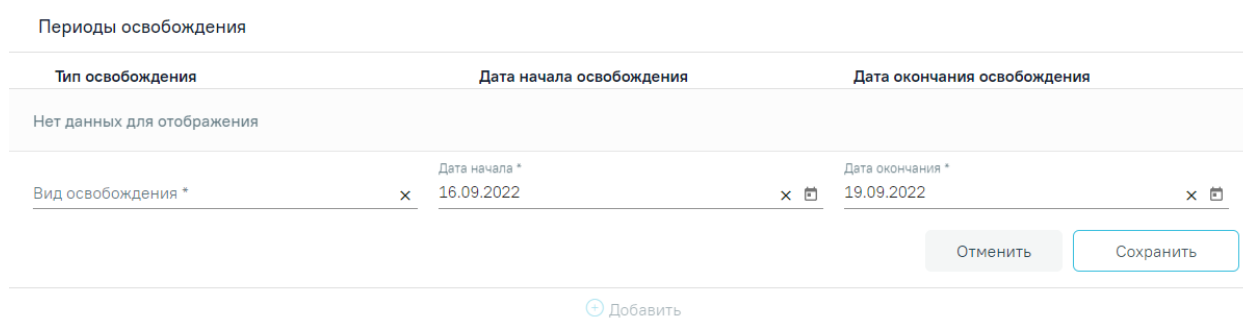 Периоды освобождения
Тип освобождения Дата начала освобождения Дата окончания освобождения
Нет данных для отображения
Дата начала * Дата окончания *
Вид освобождения * 16.09.2022 19.09.2022
Отменить Сохранить
Добавить